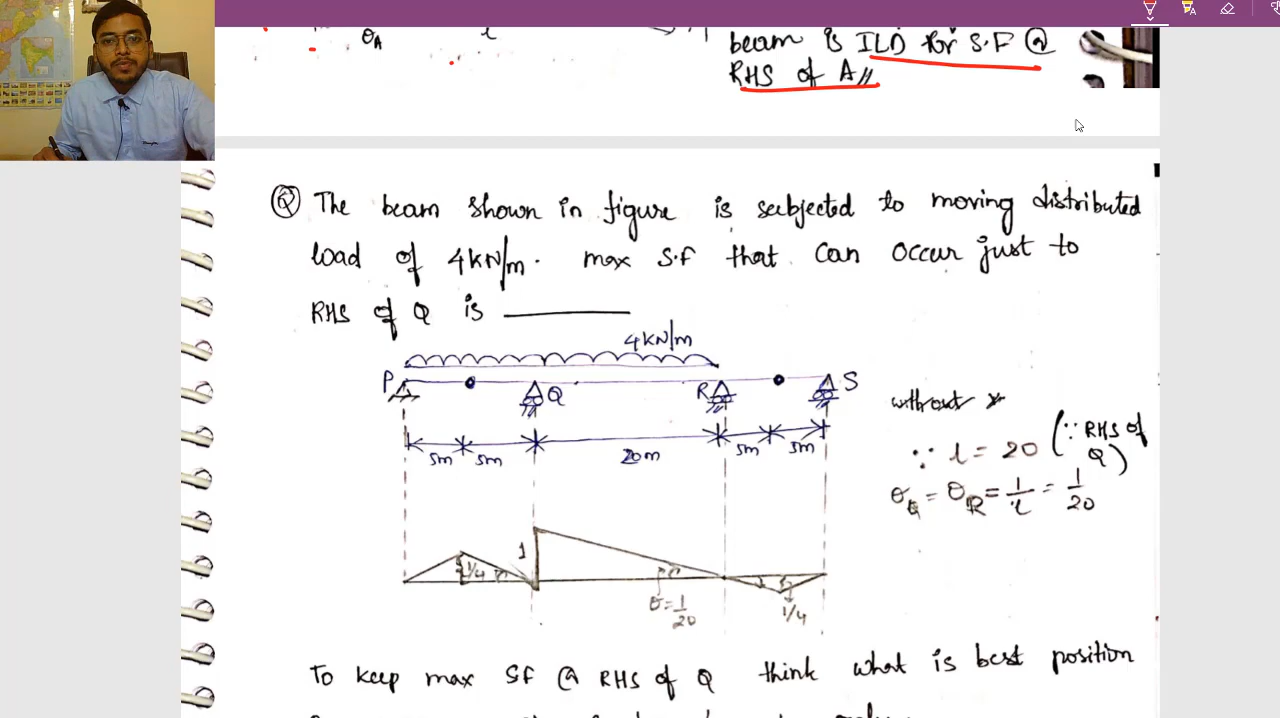 θA
beam is ILD for S.F @
RHS of A //
Q The beam shown in figure is subjected to moving distributed
load of 4kN/m. max S.f that can occur just to
RHS of Q is ________
4kN/m
P Q R S
without
5m 5m 20m 5m 5m
∵ l = 20 (∵ RHS of Q)
θQ = θR = 1/l = 1/20
1 1/4
θ = 1/20
1/4
To keep max SF @ RHS of Q think what is best position